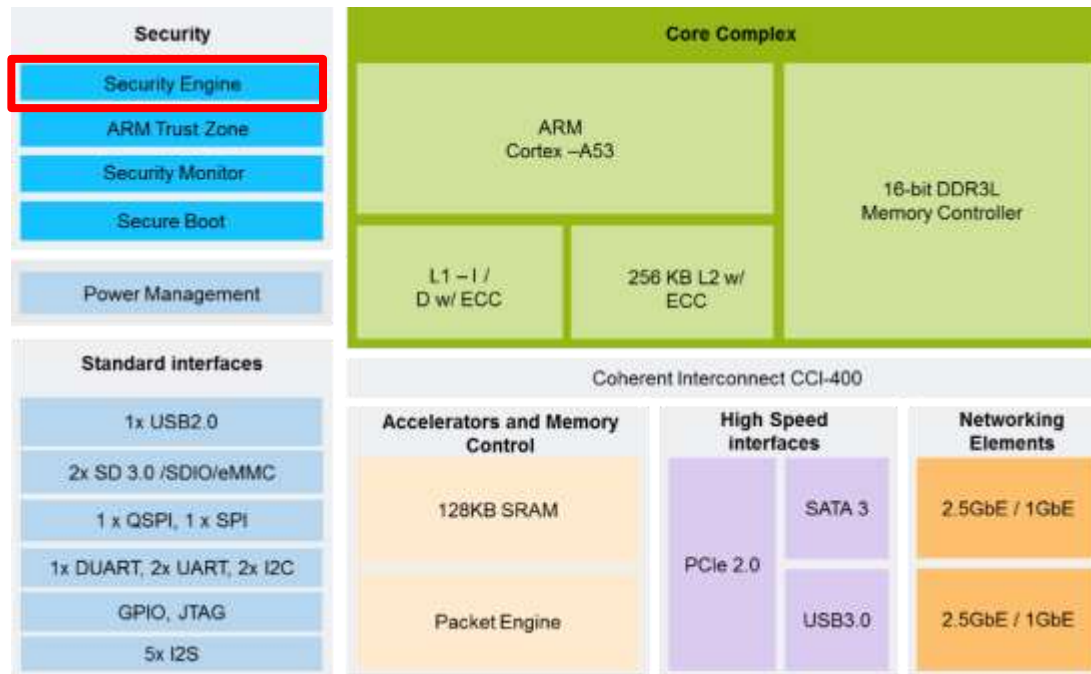 Security
Security Engine
ARM Trust Zone
Security Monitor
Secure Boot
Power Management
Standard interfaces
1x USB2.0
2x SD 3.0 /SDIO/eMMC
1 x QSPI, 1 x SPI
1x DUART, 2x UART, 2x I2C
GPIO, JTAG
5x I2S
Core Complex
ARM
Cortex –A53
16-bit DDR3L
Memory Controller
L1 – I /
D w/ ECC
256 KB L2 w/
ECC
Coherent Interconnect CCI-400
Accelerators and Memory
Control
128KB SRAM
Packet Engine
High Speed
interfaces
PCIe 2.0
SATA 3
USB3.0
Networking
Elements
2.5GbE / 1GbE
2.5GbE / 1GbE